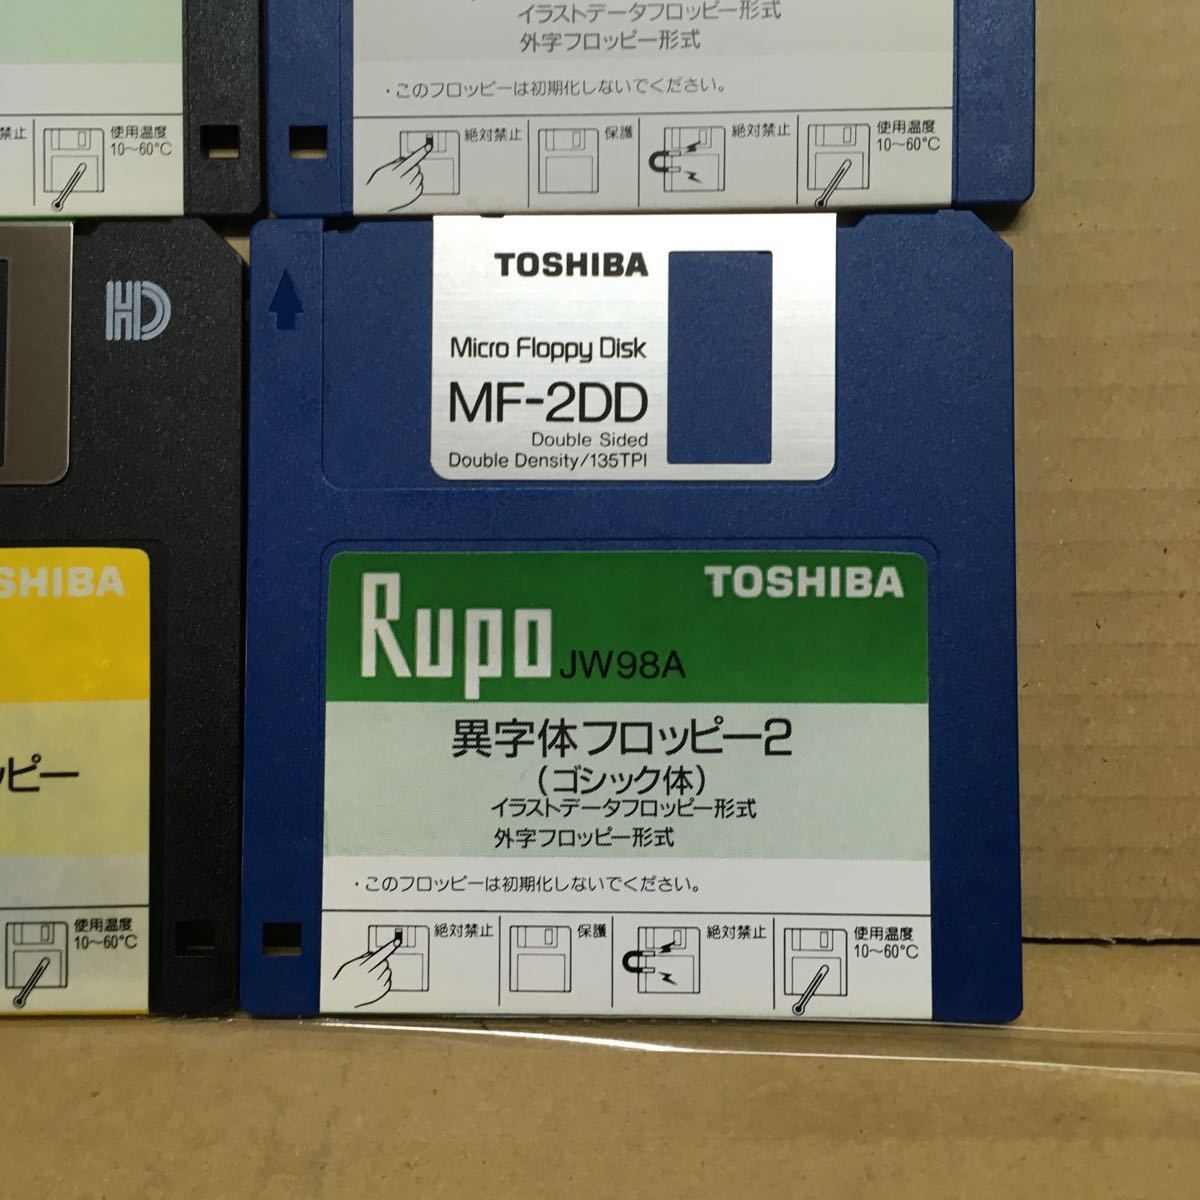 イラストデータフロッピー形式
外字フロッピー形式
・このフロッピーは初期化しないでください。
禁止
使用温度
10～60℃
絶対禁止
保護
絶対禁止
使用温度
10～60℃
HD
TOSHIBA
Micro Floppy Disk
MF-2DD
Double Sided
Double Density/135TPI
SHIBA
ッピー
使用温度
10～60℃
Rupo JW98A
TOSHIBA
異字体フロッピー2
(ゴシック体)
イラストデータフロッピー形式
外字フロッピー形式
・このフロッピーは初期化しないでください。
絶対禁止
保護
絶対禁止
使用温度
10～60℃